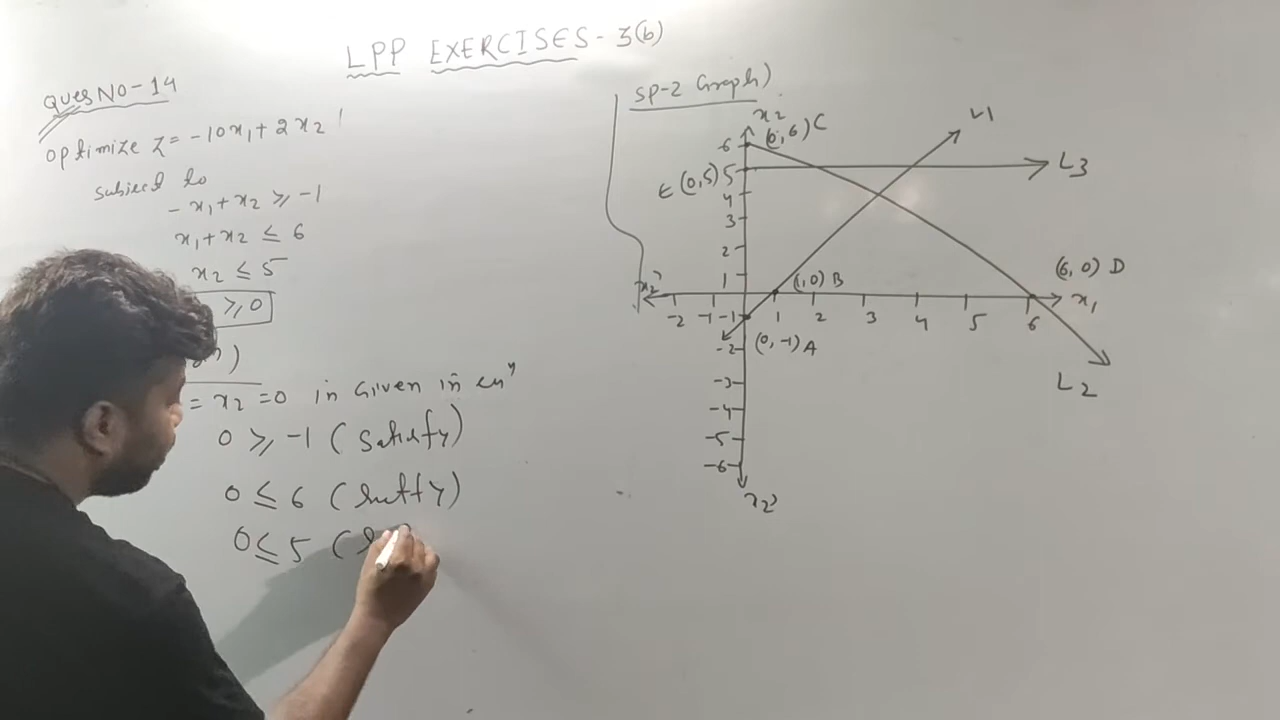 LPP EXERCISES - 3(b)
Ques No - 14
optimize z = -10x₁ + 2x₂
subject to
-x₁ + x₂ ⩾ -1
x₁ + x₂ ≤ 6
x₂ ≤ 5
⩾ 0
= x₂ = 0 in given in
0 ⩾ -1 (satisfy)
0 ≤ 6 (
0 ≤ 5 (
SP-2 Graph)
x₂
(0, 6) C
L1
6
L3
E (0, 5) 5
4
3
2
1
(1, 0) B
(6, 0) D
x₂'
x₁
-2 -1 -1 1 2 3 4 5 6
-2 (0, -1) A
L2
-3
-4
-5
-6
x₂'